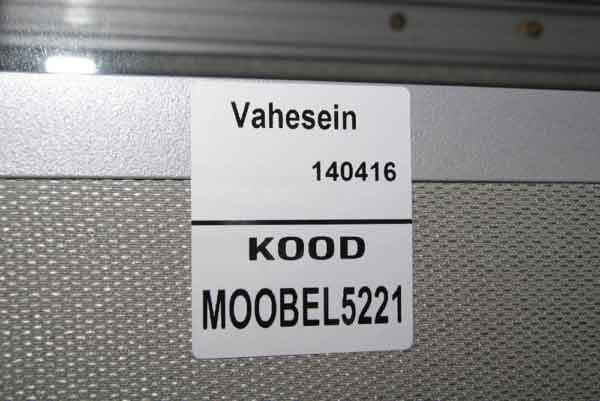 Vahesein
140416
KOOD
MOOBEL5221